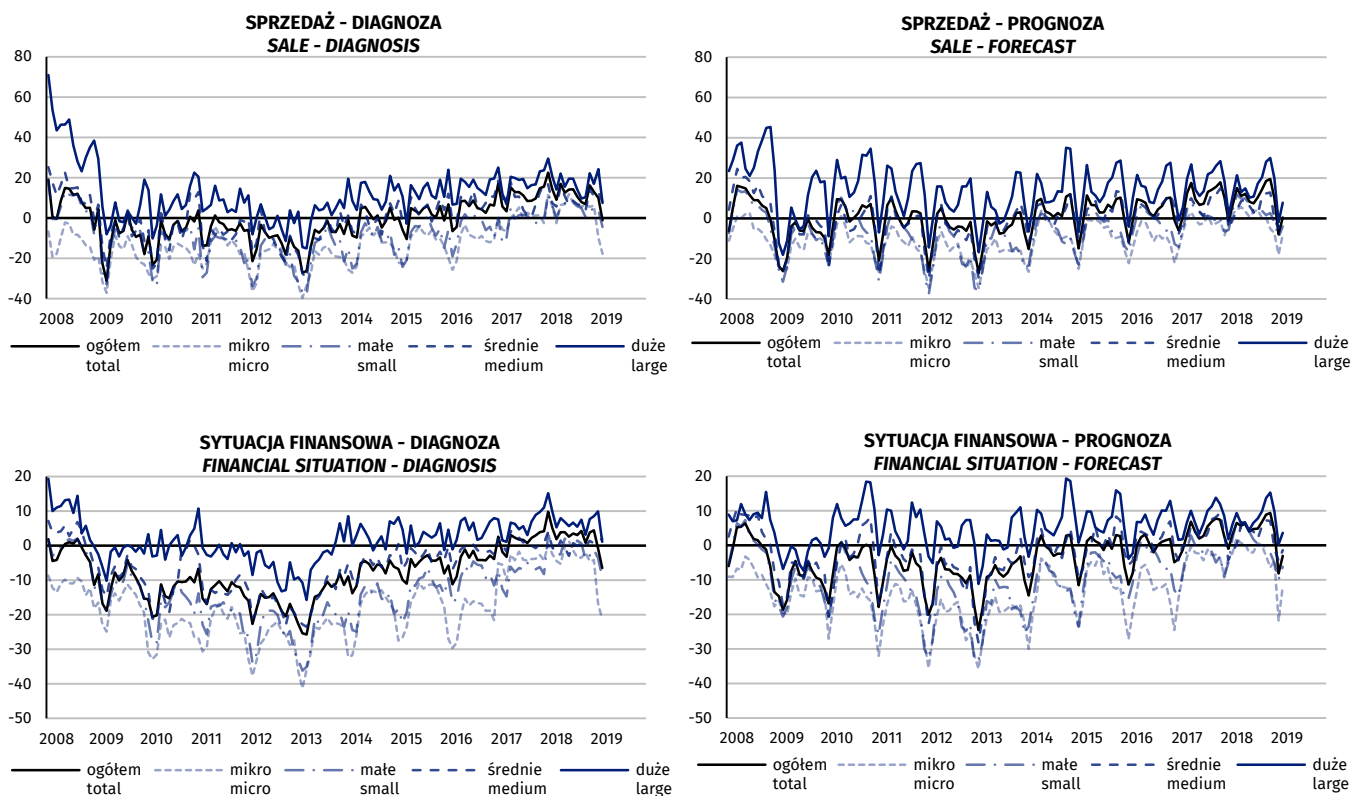 SPRZEDAŻ - DIAGNOZA
SALE - DIAGNOSIS
80
60
40
20
0
-20
-40
2008 2009 2010 2011 2012 2013 2014 2015 2016 2017 2018 2019
ogółem mikro małe średnie duże
total micro small medium large
SPRZEDAŻ - PROGNOZA
SALE - FORECAST
80
60
40
20
0
-20
-40
2008 2009 2010 2011 2012 2013 2014 2015 2016 2017 2018 2019
ogółem mikro małe średnie duże
total micro small medium large
SYTUACJA FINANSOWA - DIAGNOZA
FINANCIAL SITUATION - DIAGNOSIS
20
10
0
-10
-20
-30
-40
-50
2008 2009 2010 2011 2012 2013 2014 2015 2016 2017 2018 2019
ogółem mikro małe średnie duże
total micro small medium large
SYTUACJA FINANSOWA - PROGNOZA
FINANCIAL SITUATION - FORECAST
20
10
0
-10
-20
-30
-40
-50
2008 2009 2010 2011 2012 2013 2014 2015 2016 2017 2018 2019
ogółem mikro małe średnie duże
total micro small medium large